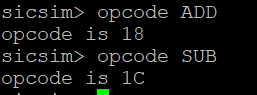 sicsim> opcode ADD
opcode is 18
sicsim> opcode SUB
opcode is 1C